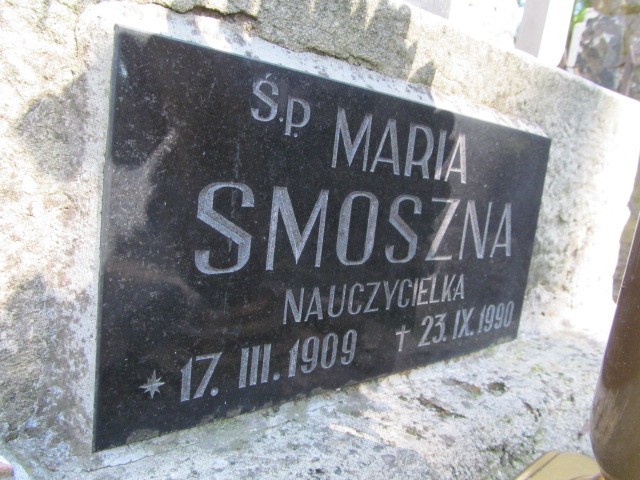 Ś.P. MARIA
SMOSZNA
NAUCZYCIELKA
* 17. III. 1909 † 23. IX. 1990